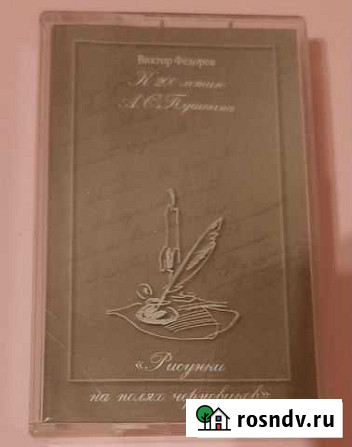 Виктор Федоров
К 200-летию
А.С.Пушкина
«Рисунки
на полях черновиков»
rosndv.ru